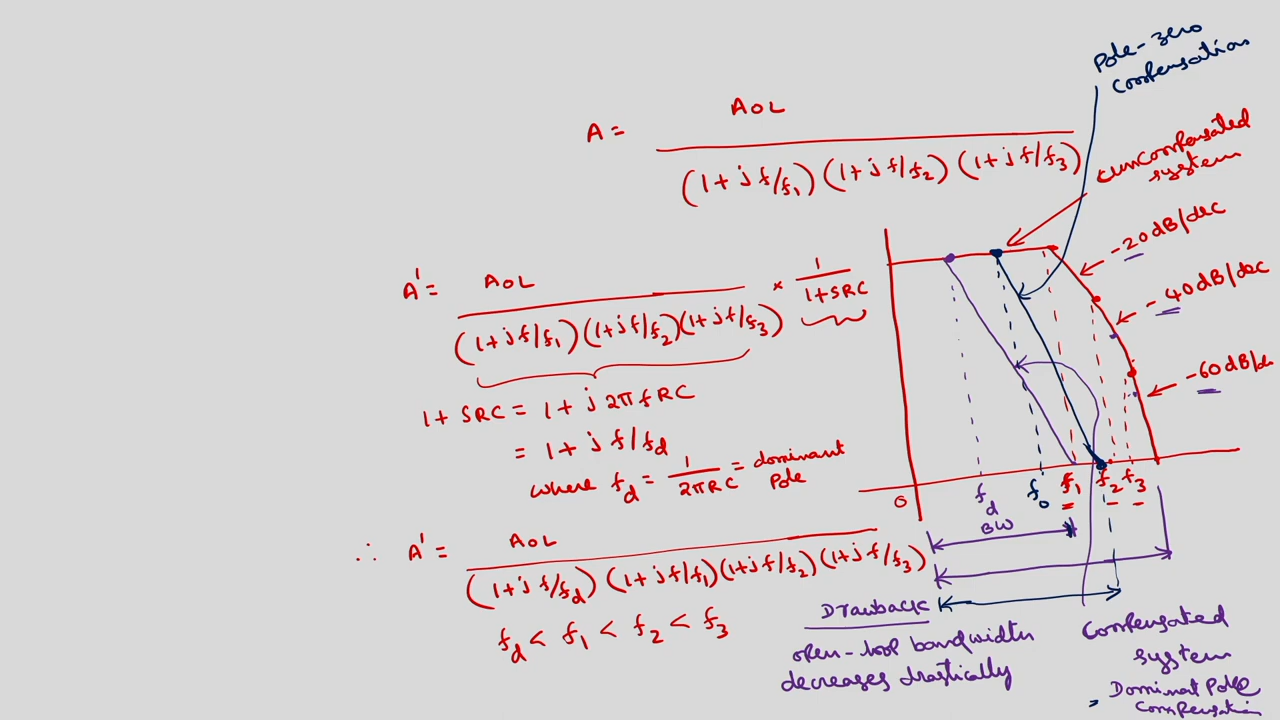 Pole-zero
compensation
A = AOL
(1+jf/f1)(1+jf/f2)(1+jf/f3)
uncompensated
system
-20dB/dec
A' = AOL × 1
(1+jf/f1)(1+jf/f2)(1+jf/f3) 1+SRC
-40dB/dec
-60dB/de
1+SRC = 1+j2πfRC
= 1+jf/fd
where fd = 1 = dominant
2πRC Pole
0 fd f0 f1 f2 f3
BW
∴ A' = AOL
(1+jf/fd)(1+jf/f1)(1+jf/f2)(1+jf/f3)
fd < f1 < f2 < f3
Drawback
open-loop bandwidth
decreases drastically
Compensated
system
Dominat Pole